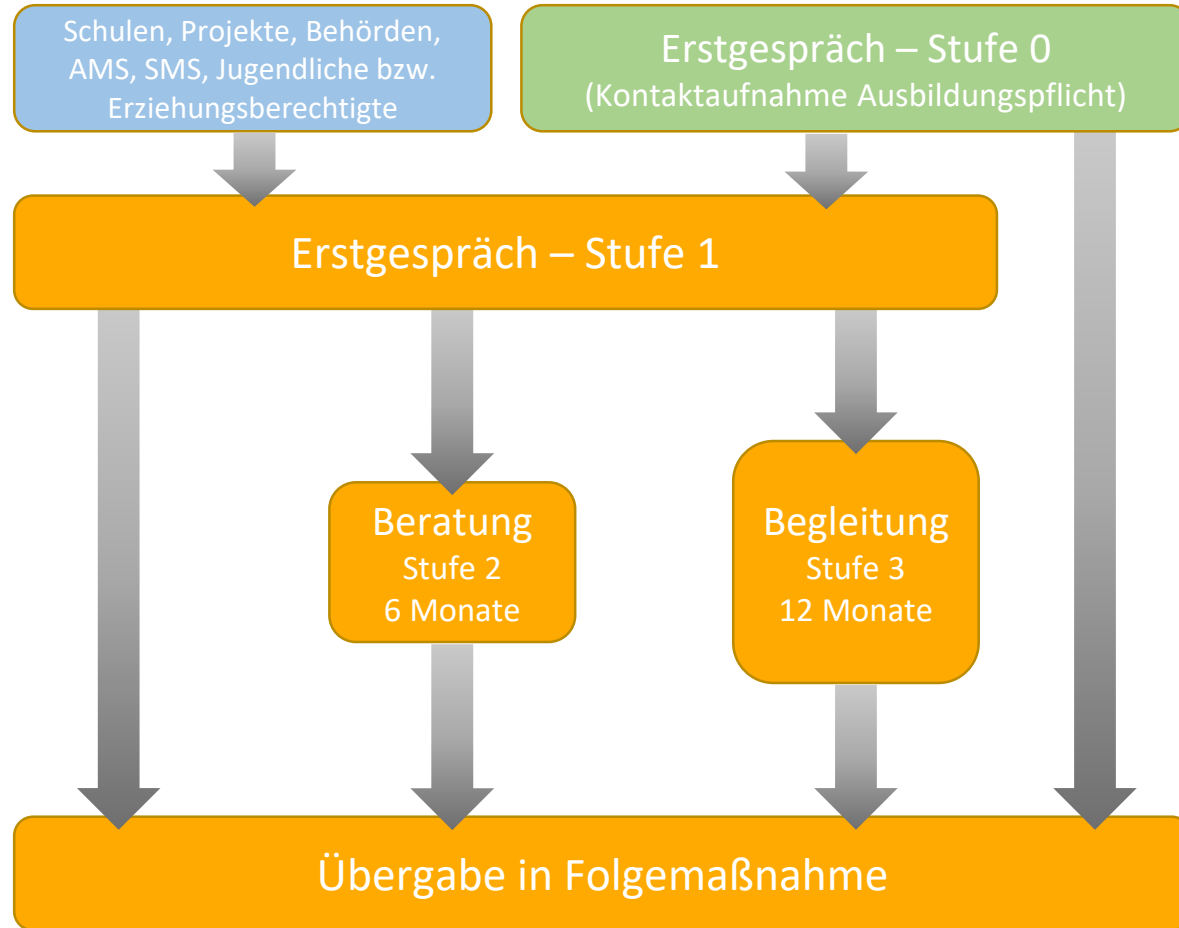 Schulen, Projekte, Behörden,
AMS, SMS, Jugendliche bzw.
Erziehungsberechtigte
Erstgespräch – Stufe 0
(Kontaktaufnahme Ausbildungspflicht)
Erstgespräch – Stufe 1
Beratung
Stufe 2
6 Monate
Begleitung
Stufe 3
12 Monate
Übergabe in Folgemaßnahme